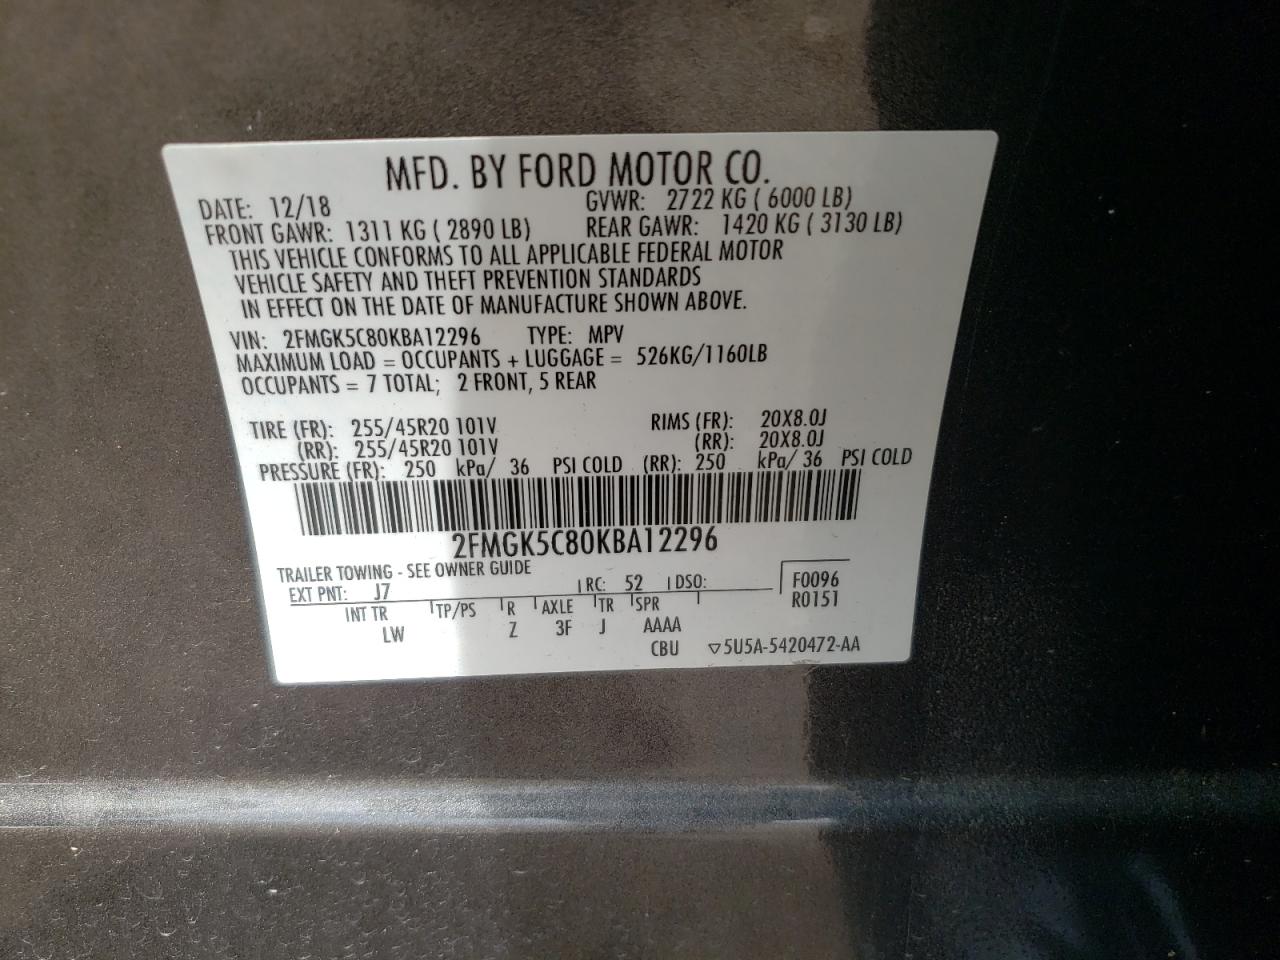 MFD. BY FORD MOTOR CO.
DATE: 12/18 GVWR: 2722 KG ( 6000 LB)
FRONT GAWR: 1311 KG ( 2890 LB) REAR GAWR: 1420 KG ( 3130 LB)
THIS VEHICLE CONFORMS TO ALL APPLICABLE FEDERAL MOTOR
VEHICLE SAFETY AND THEFT PREVENTION STANDARDS
IN EFFECT ON THE DATE OF MANUFACTURE SHOWN ABOVE.
VIN: 2FMGK5C80KBA12296 TYPE: MPV
MAXIMUM LOAD = OCCUPANTS + LUGGAGE = 526KG/1160LB
OCCUPANTS = 7 TOTAL; 2 FRONT, 5 REAR
TIRE (FR): 255/45R20 101V RIMS (FR): 20X8.0J
(RR): 255/45R20 101V (RR): 20X8.0J
PRESSURE (FR): 250 kPa/ 36 PSI COLD (RR): 250 kPa/ 36 PSI COLD
2FMGK5C80KBA12296
TRAILER TOWING - SEE OWNER GUIDE
EXT PNT: J7 RC: 52 DSO: F0096
R0151
INT TR TP/PS R AXLE TR SPR
LW Z 3F J AAAA
CBU ▽5U5A-5420472-AA